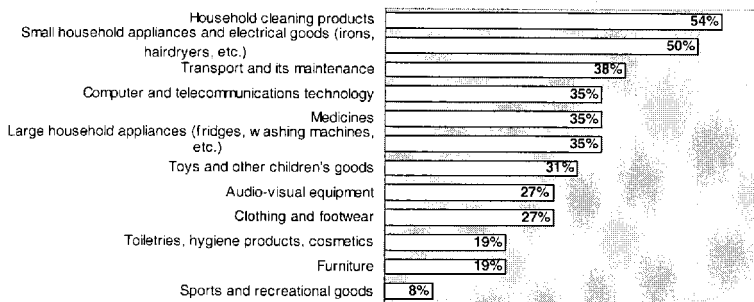 Household cleaning products 54%
Small household appliances and electrical goods (irons,
hairdryers, etc.) 50%
Transport and its maintenance 38%
Computer and telecommunications technology 35%
Medicines 35%
Large household appliances (fridges, washing machines,
etc.) 35%
Toys and other children's goods 31%
Audio-visual equipment 27%
Clothing and footwear 27%
Toiletries, hygiene products, cosmetics 19%
Furniture 19%
Sports and recreational goods 8%